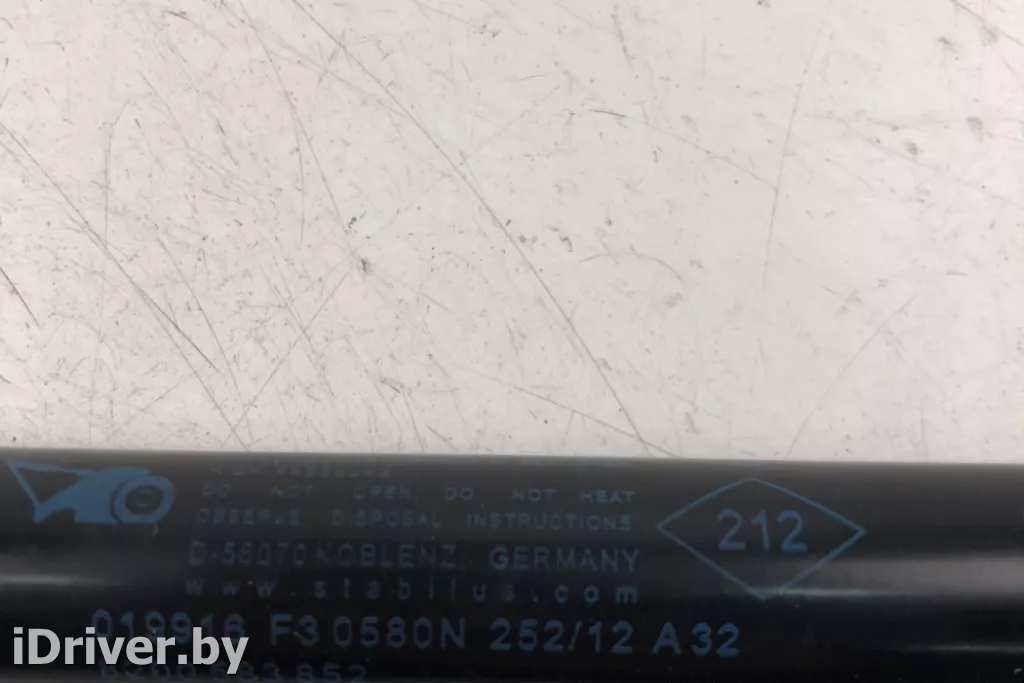 DO NOT OPEN, DO NOT HEAT
OBSERVE DISPOSAL INSTRUCTIONS
212
D-56070 KOBLENZ GERMANY
www.stabilus.com
019916 F3 0580N 252/12 A 32
iDriver.by